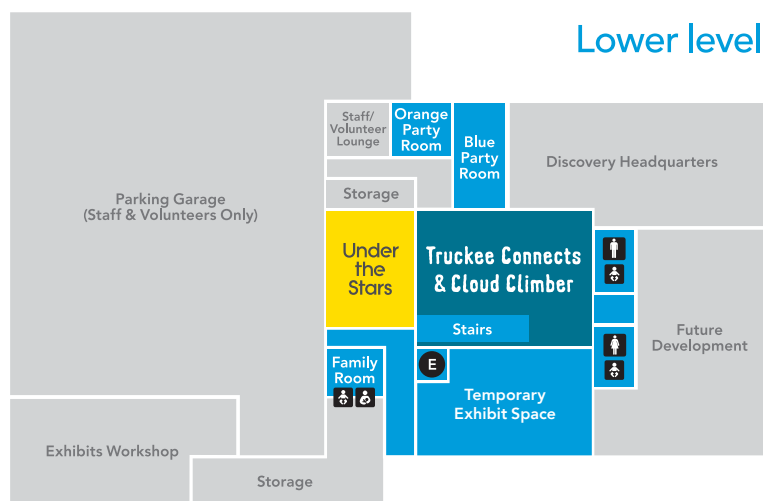 Lower level
Staff/
Volunteer
Lounge
Orange
Party
Room
Blue
Party
Room
Discovery Headquarters
Parking Garage
(Staff & Volunteers Only)
Storage
Under
the
Stars
Truckee Connects
& Cloud Climber
Stairs
Future
Development
Family
Room
E
Temporary
Exhibit Space
Exhibits Workshop
Storage